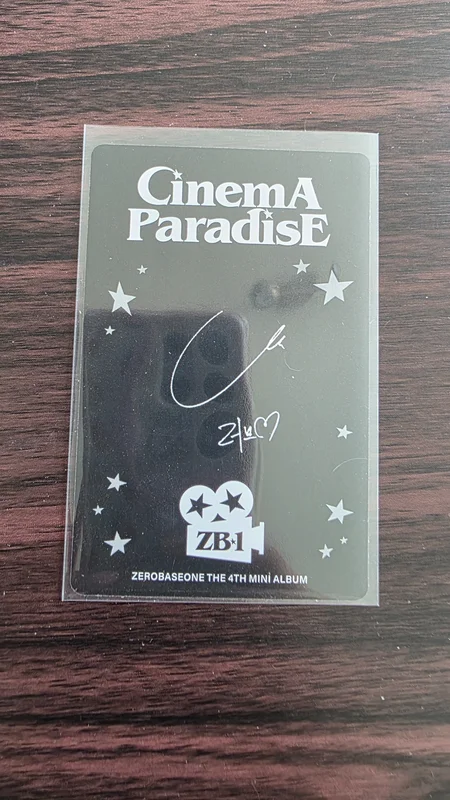 CinemA
ParadisE
ZB1
ZEROBASEONE THE 4TH MINI ALBUM